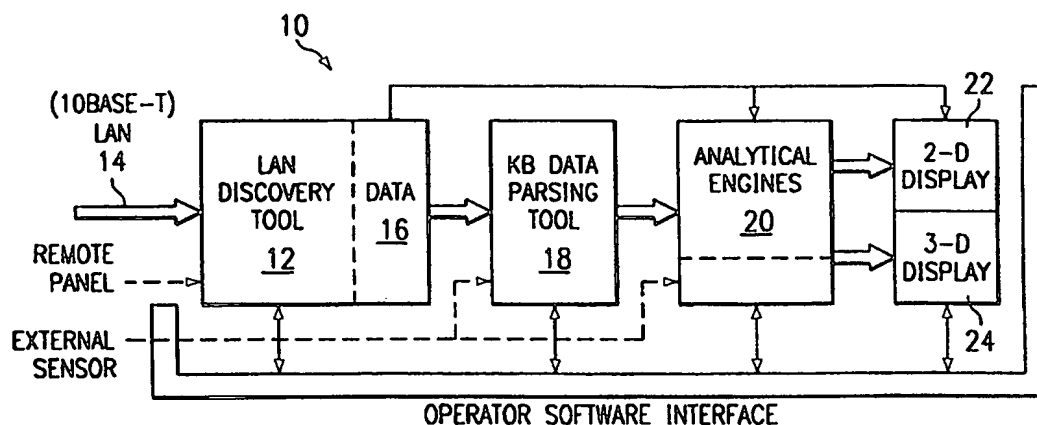 10
(10BASE-T)
LAN
14
LAN
DISCOVERY
TOOL
12
DATA
16
KB DATA
PARSING
TOOL
18
ANALYTICAL
ENGINES
20
22
2-D
DISPLAY
3-D
DISPLAY
24
REMOTE
PANEL
EXTERNAL
SENSOR
OPERATOR SOFTWARE INTERFACE